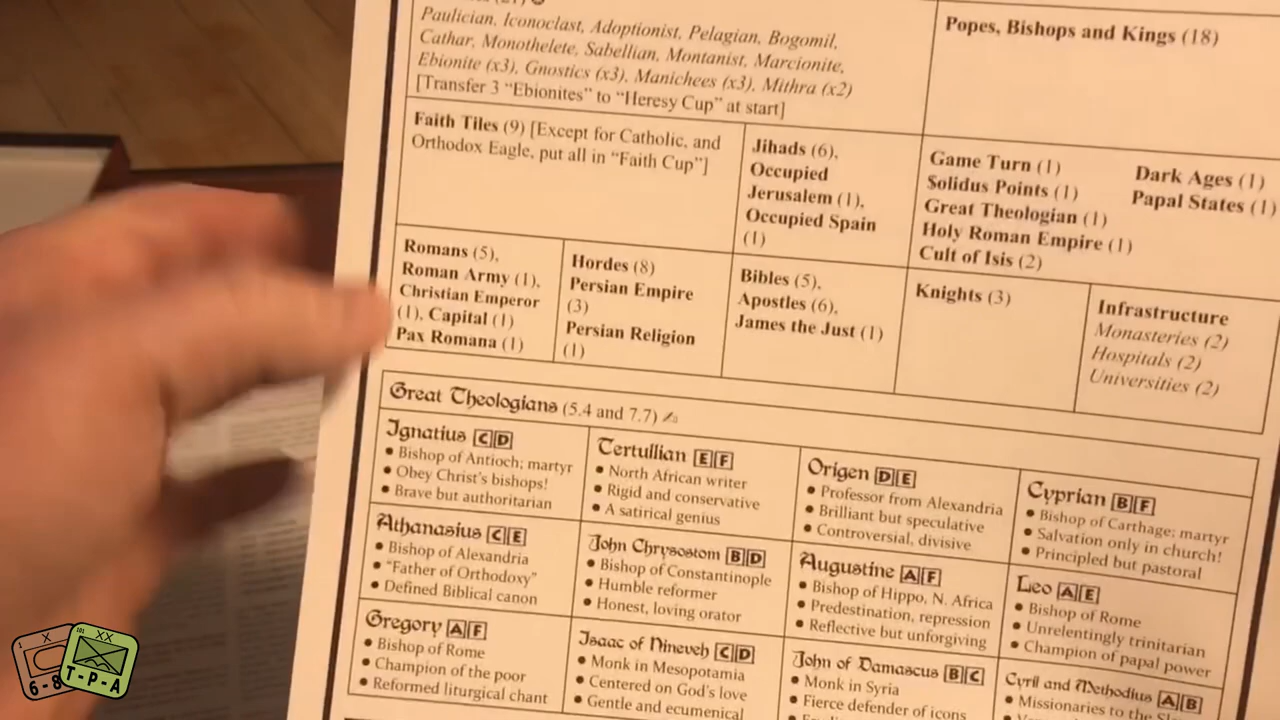 Paulician, Iconoclast, Adoptionist, Pelagian, Bogomil,
Cathar, Monothelete, Sabellian, Montanist, Marcionite,
Ebionite (x3), Gnostics (x3), Manichees (x3), Mithra (x2)
[Transfer 3 “Ebionites” to “Heresy Cup” at start]
Popes, Bishops and Kings (18)
Faith Tiles (9) [Except for Catholic, and
Orthodox Eagle, put all in “Faith Cup”]
Jihads (6),
Occupied
Jerusalem (1),
Occupied Spain
(1)
Game Turn (1)
Solidus Points (1)
Great Theologian (1)
Holy Roman Empire (1)
Cult of Isis (2)
Dark Ages (1)
Papal States (1)
Romans (5),
Roman Army (1),
Christian Emperor
(1), Capital (1)
Pax Romana (1)
Hordes (8)
Persian Empire
(3)
Persian Religion
(1)
Bibles (5),
Apostles (6),
James the Just (1)
Knights (3)
Infrastructure
Monasteries (2)
Hospitals (2)
Universities (2)
Great Theologians (5.4 and 7.7)
Ignatius C D
• Bishop of Antioch; martyr
• Obey Christ's bishops!
• Brave but authoritarian
Tertullian E F
• North African writer
• Rigid and conservative
• A satirical genius
Origen D E
• Professor from Alexandria
• Brilliant but speculative
• Controversial, divisive
Cyprian B F
• Bishop of Carthage; martyr
• Salvation only in church!
• Principled but pastoral
Athanasius C E
• Bishop of Alexandria
• “Father of Orthodoxy”
• Defined Biblical canon
John Chrysostom B D
• Bishop of Constantinople
• Humble reformer
• Honest, loving orator
Augustine A F
• Bishop of Hippo, N. Africa
• Predestination, repression
• Reflective but unforgiving
Leo A E
• Bishop of Rome
• Unrelentingly trinitarian
• Champion of papal power
Gregory A F
• Bishop of Rome
• Champion of the poor
• Reformed liturgical chant
Isaac of Nineveh C D
• Monk in Mesopotamia
• Centered on God's love
• Gentle and ecumenical
John of Damascus B C
• Monk in Syria
• Fierce defender of icons
Cyril and Methodius A B
• Missionaries to the
X
6-8
XX
T-P-A